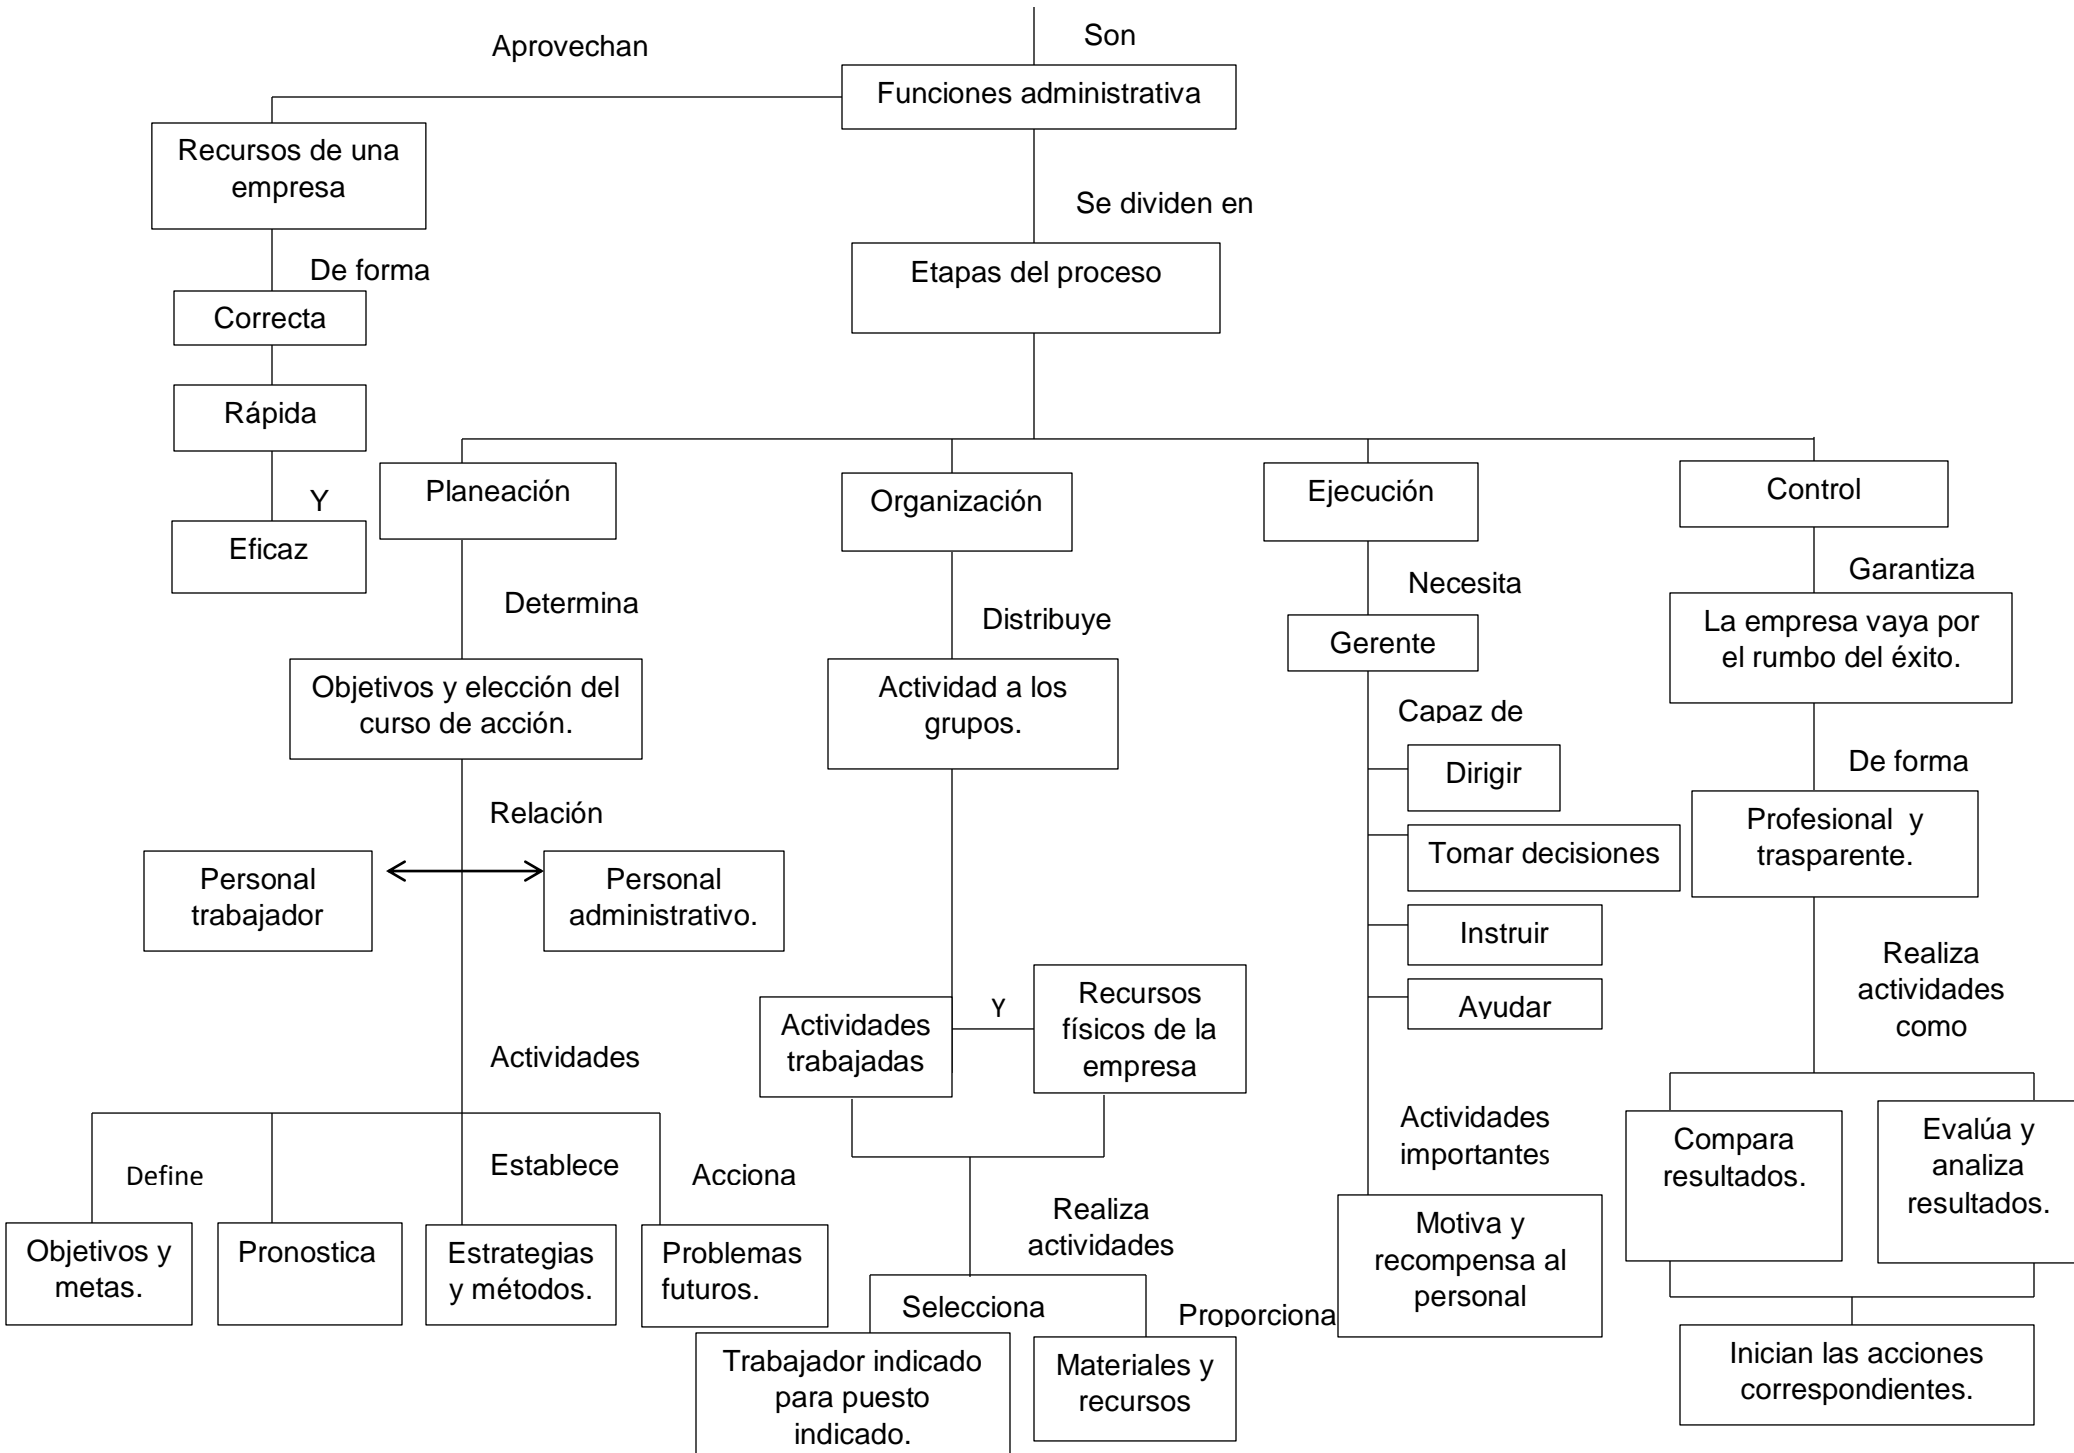 Aprovechan
Son
Funciones administrativa
Recursos de una
empresa
Se dividen en
De forma
Etapas del proceso
Correcta
Rápida
Y
Eficaz
Planeación
Organización
Ejecución
Control
Determina
Objetivos y elección del
curso de acción.
Relación
Personal
trabajador
Personal
administrativo.
Actividades
Define
Establece
Acciona
Objetivos y
metas.
Pronostica
Estrategias
y métodos.
Problemas
futuros.
Distribuye
Actividad a los
grupos.
Actividades
trabajadas
Y
Recursos
físicos de la
empresa
Realiza
actividades
Selecciona
Proporciona
Trabajador indicado
para puesto
indicado.
Materiales y
recursos
Necesita
Gerente
Capaz de
Dirigir
Tomar decisiones
Instruir
Ayudar
Actividades
importantes
Motiva y
recompensa al
personal
Garantiza
La empresa vaya por
el rumbo del éxito.
De forma
Profesional y
trasparente.
Realiza
actividades
como
Compara
resultados.
Evalúa y
analiza
resultados.
Inician las acciones
correspondientes.